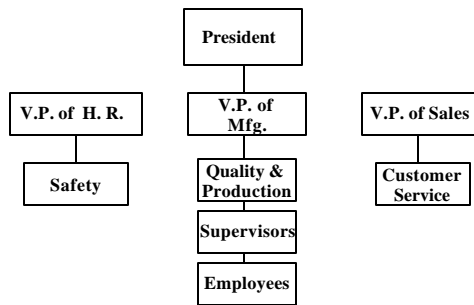 President
V.P. of H. R.
V.P. of
Mfg.
V.P. of Sales
Safety
Quality &
Production
Customer
Service
Supervisors
Employees